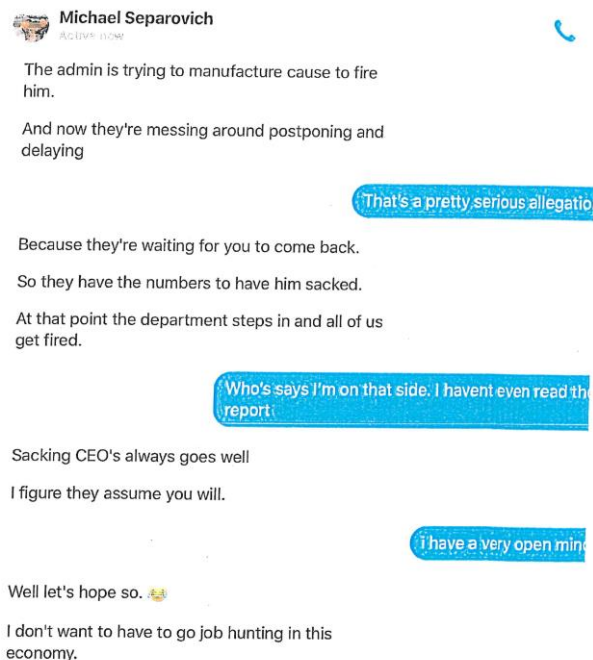 Michael Separovich
Active now
The admin is trying to manufacture cause to fire
him.
And now they're messing around postponing and
delaying
That's a pretty serious allegatio
Because they're waiting for you to come back.
So they have the numbers to have him sacked.
At that point the department steps in and all of us
get fired.
Who's says I'm on that side. I havent even read the
report
Sacking CEO's always goes well
I figure they assume you will.
i have a very open min
Well let's hope so. 😹
I don't want to have to go job hunting in this
economy.